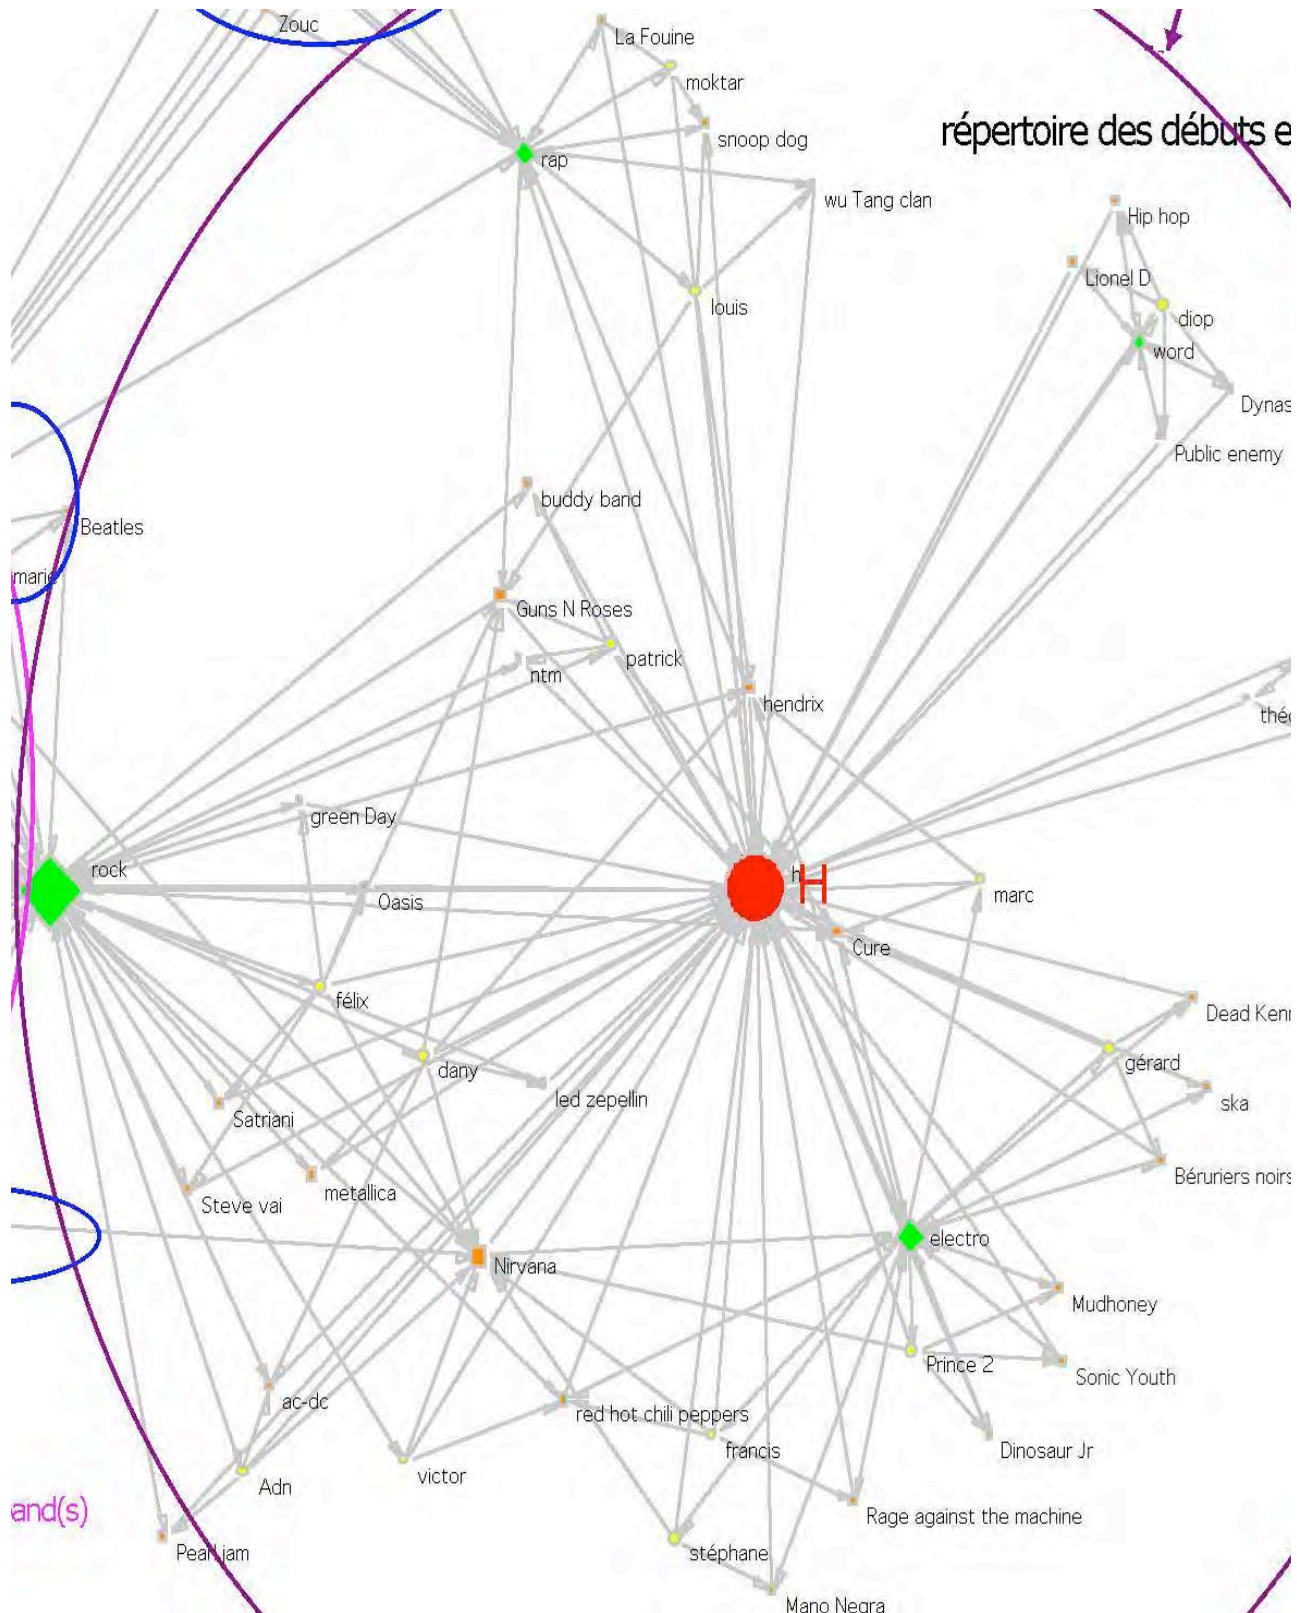 Zouc
La Fouine
moktar
snoop dog
répertoire des débuts e
rap
wu Tang clan
Hip hop
Lionel D
louis
diop
word
Dynas
Public enemy
buddy band
Beatles
marie
Guns N Roses
patrick
ntm
hendrix
théo
green Day
rock
h
H
Oasis
marc
Cure
félix
Dead Kenn
gérard
dany
led zepellin
ska
Satriani
Béruriers noirs
metallica
Steve vai
electro
Nirvana
Mudhoney
Prince 2
Sonic Youth
ac-dc
red hot chili peppers
francis
Dinosaur Jr
victor
Adn
and(s)
Rage against the machine
Pearl jam
stéphane
Mano Negra